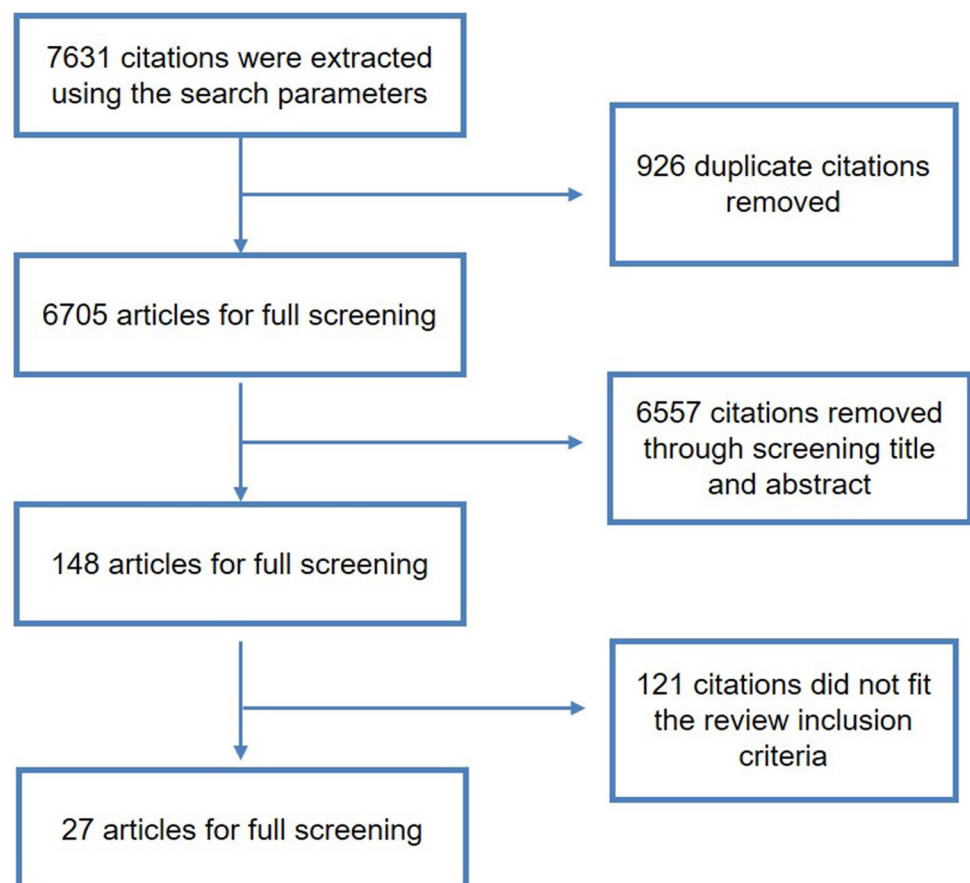 7631 citations were extracted
using the search parameters
926 duplicate citations
removed
6705 articles for full screening
6557 citations removed
through screening title
and abstract
148 articles for full screening
121 citations did not fit
the review inclusion
criteria
27 articles for full screening